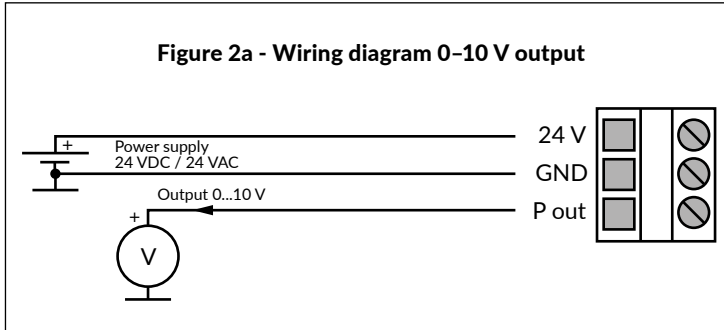 Figure 2a - Wiring diagram 0–10 V output
+
Power supply
24 VDC / 24 VAC
24 V
GND
Output 0...10 V
+
P out
V